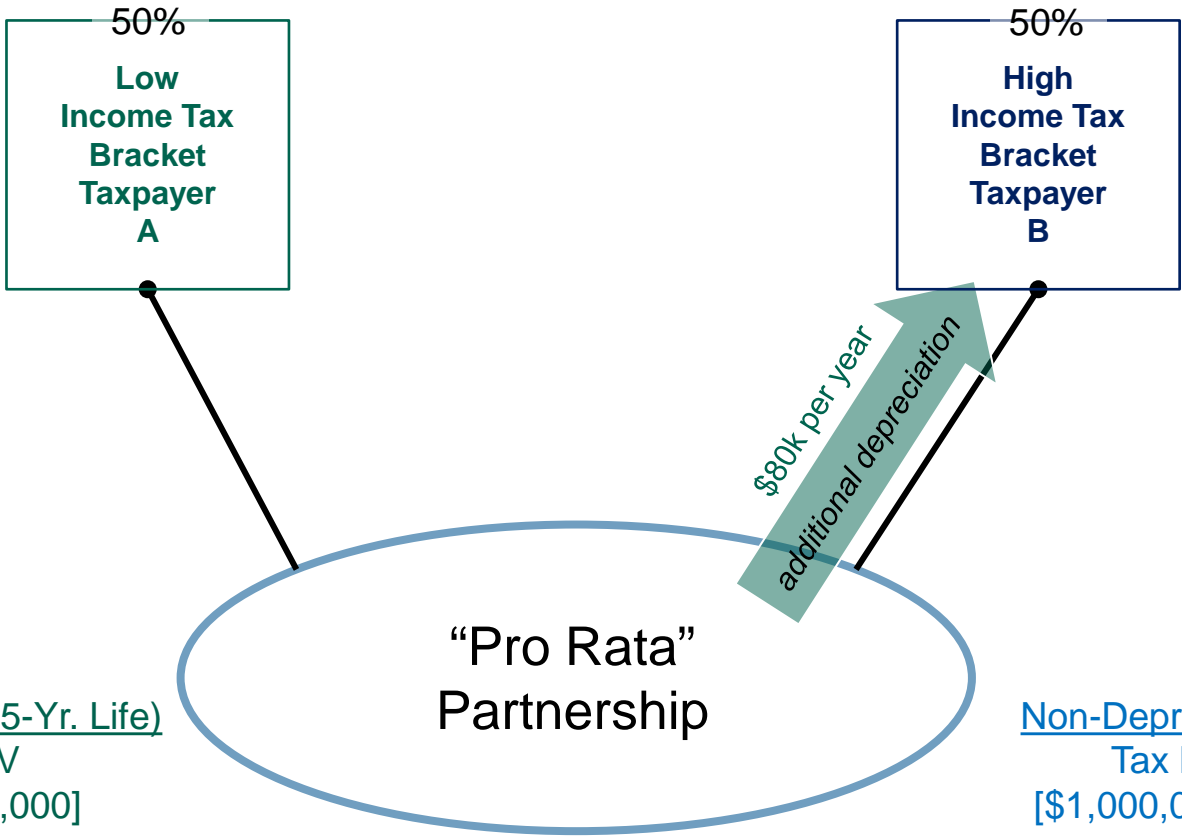 50%
Low
Income Tax
Bracket
Taxpayer
A
50%
High
Income Tax
Bracket
Taxpayer
B
$80k per year
additional depreciation
“Pro Rata”
Partnership
5-Yr. Life)
V
,000]
Non-Depr
Tax
[$1,000,0